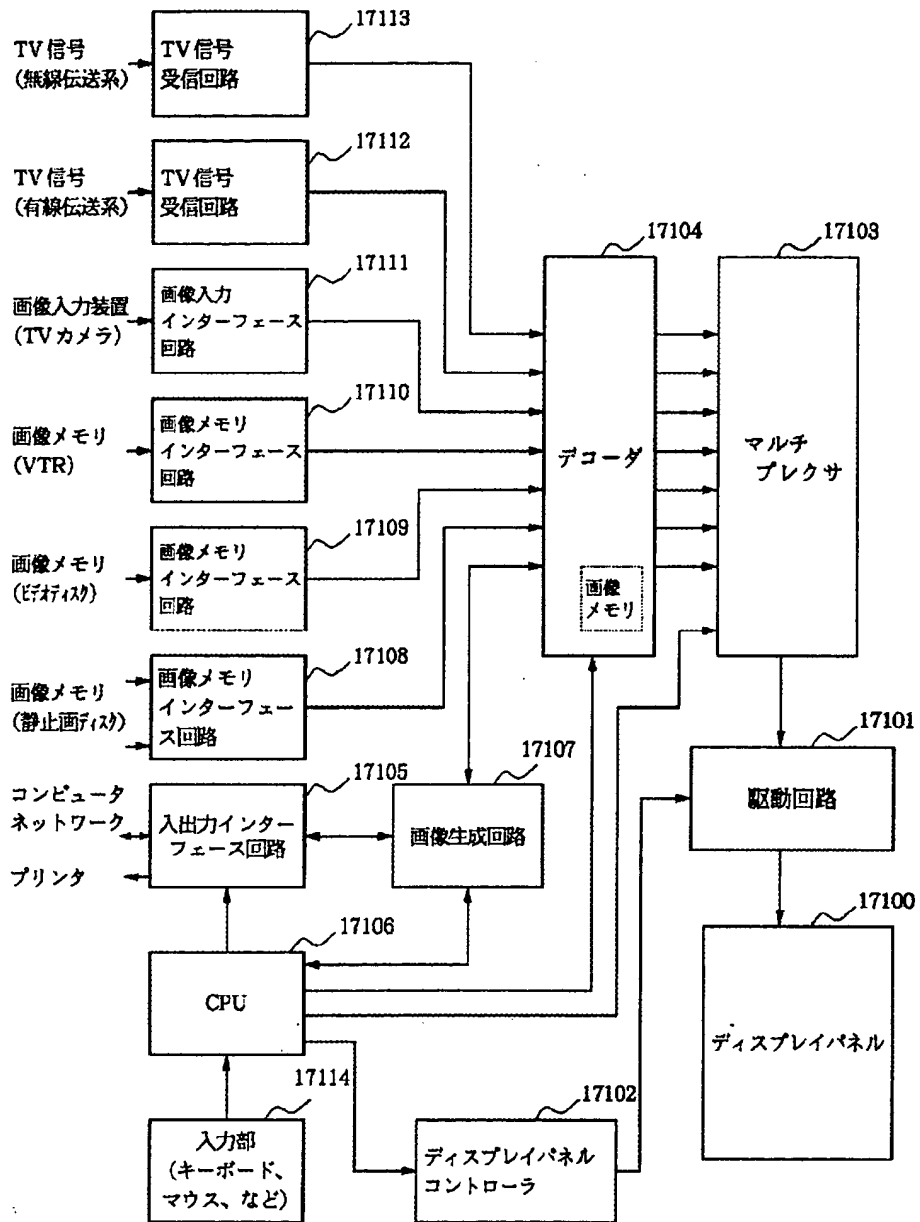 17113
TV信号
(無線伝送系)
TV信号
受信回路
17112
TV信号
(有線伝送系)
TV信号
受信回路
17111
画像入力装置
(TVカメラ)
画像入力
インターフェース
回路
17110
画像メモリ
(VTR)
画像メモリ
インターフェース
回路
17109
画像メモリ
(ビデオディスク)
画像メモリ
インターフェース
回路
17108
画像メモリ
(静止画ディスク)
画像メモリ
インターフェー
ス回路
17104
デコーダ
画像
メモリ
17103
マルチ
プレクサ
17105
コンピュータ
ネットワーク
プリンタ
入出力インター
フェース回路
17107
画像生成回路
17101
駆動回路
17106
CPU
17100
ディスプレイパネル
17114
入力部
(キーボード、
マウス、など)
17102
ディスプレイパネル
コントローラ